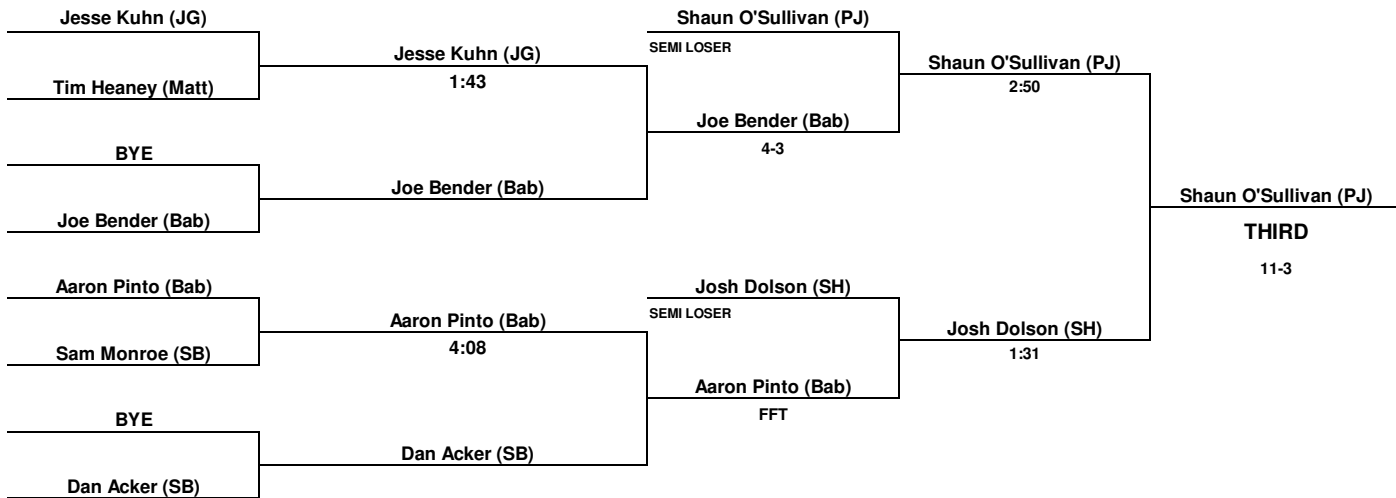 Jesse Kuhn (JG)
Shaun O'Sullivan (PJ)
Jesse Kuhn (JG)
SEMI LOSER
Shaun O'Sullivan (PJ)
Tim Heaney (Matt)
1:43
2:50
Joe Bender (Bab)
BYE
4-3
Joe Bender (Bab)
Shaun O'Sullivan (PJ)
Joe Bender (Bab)
THIRD
11-3
Aaron Pinto (Bab)
Josh Dolson (SH)
Aaron Pinto (Bab)
SEMI LOSER
Josh Dolson (SH)
Sam Monroe (SB)
4:08
1:31
Aaron Pinto (Bab)
BYE
FFT
Dan Acker (SB)
Dan Acker (SB)